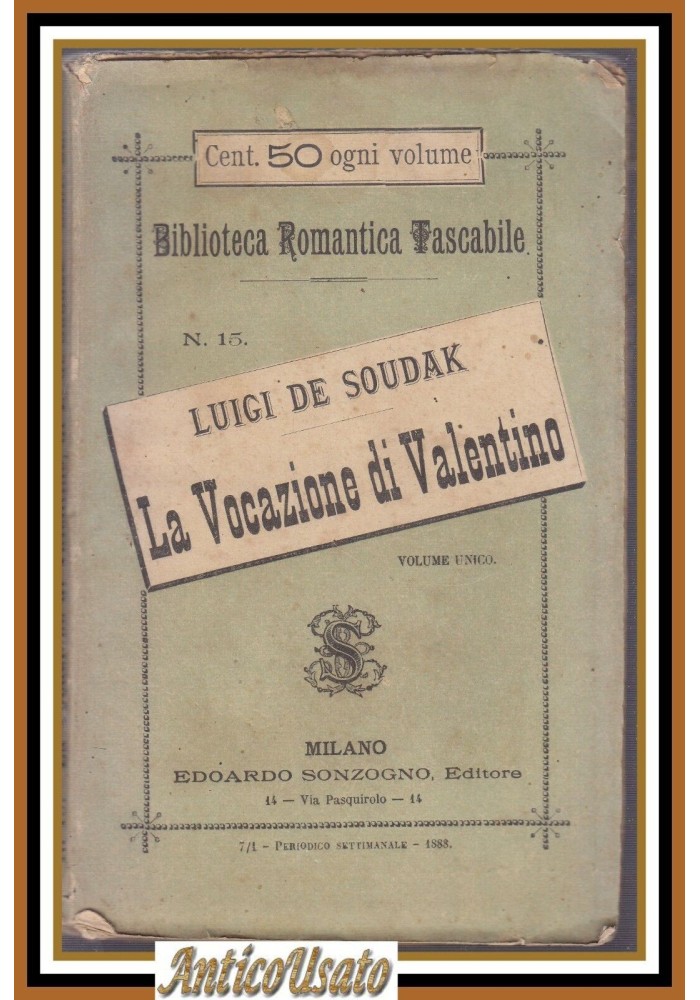 Cent. 50 ogni volume
Biblioteca Romantica Tascabile
N. 15.
LUIGI DE SOUDAK
La Vocazione di Valentino
VOLUME UNICO.
S
MILANO
EDOARDO SONZOGNO, Editore
14 — Via Pasquirolo — 14
7/1 - PERIODICO SETTIMANALE - 1883.
AnticoUsato